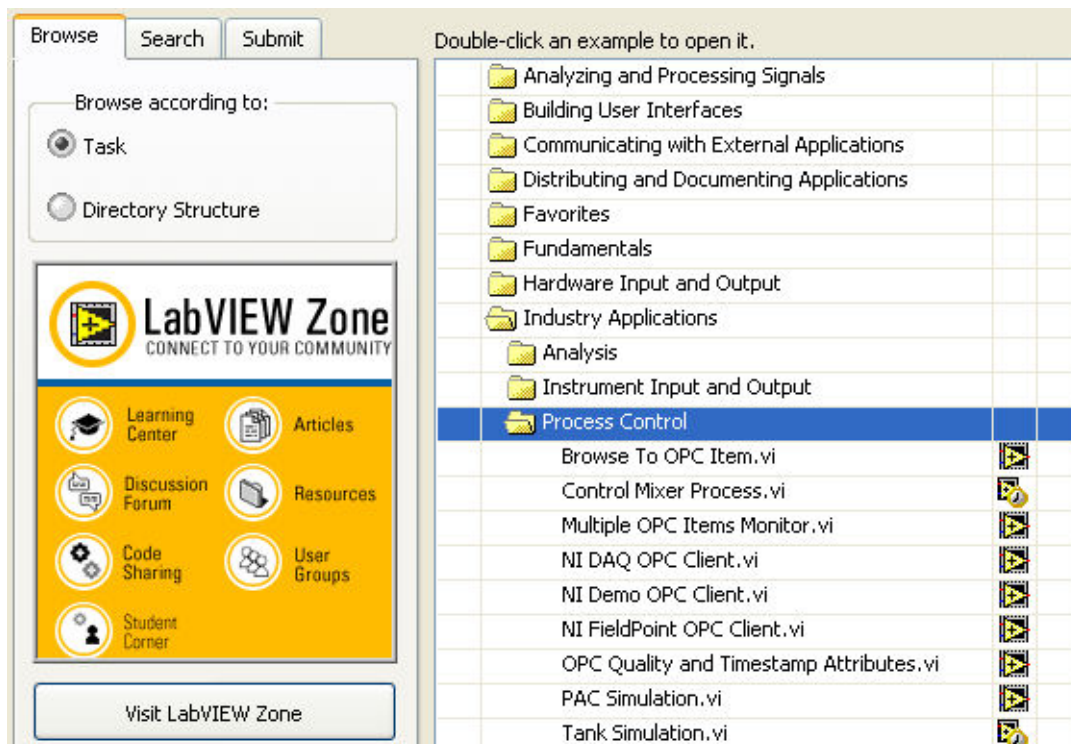 Browse
Search
Submit
Browse according to:
Task
Directory Structure
LabVIEW Zone
CONNECT TO YOUR COMMUNITY
Learning
Center
Articles
Discussion
Forum
Resources
Code
Sharing
User
Groups
Student
Corner
Visit LabVIEW Zone
Double-click an example to open it.
Analyzing and Processing Signals
Building User Interfaces
Communicating with External Applications
Distributing and Documenting Applications
Favorites
Fundamentals
Hardware Input and Output
Industry Applications
Analysis
Instrument Input and Output
Process Control
Browse To OPC Item.vi
Control Mixer Process.vi
Multiple OPC Items Monitor.vi
NI DAQ OPC Client.vi
NI Demo OPC Client.vi
NI FieldPoint OPC Client.vi
OPC Quality and Timestamp Attributes.vi
PAC Simulation.vi
Tank Simulation.vi